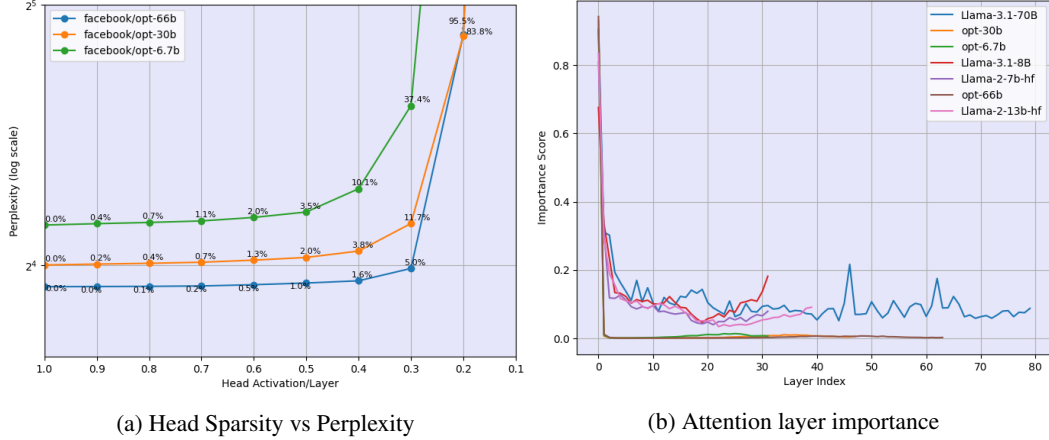 2⁵
2⁴
Perplexity (log scale)
facebook/opt-66b
facebook/opt-30b
facebook/opt-6.7b
95.5%
83.8%
37.4%
0.0%
0.4%
0.7%
1.1%
2.0%
3.5%
10.1%
0.0%
0.2%
0.4%
0.7%
1.3%
2.0%
3.8%
11.7%
0.0%
0.0%
0.1%
0.2%
0.5%
1.0%
1.6%
5.0%
1.0 0.9 0.8 0.7 0.6 0.5 0.4 0.3 0.2 0.1
Head Activation/Layer
(a) Head Sparsity vs Perplexity
Importance Score
0.8
0.6
0.4
0.2
0.0
Llama-3.1-70B
opt-30b
opt-6.7b
Llama-3.1-8B
Llama-2-7b-hf
opt-66b
Llama-2-13b-hf
0 10 20 30 40 50 60 70 80
Layer Index
(b) Attention layer importance